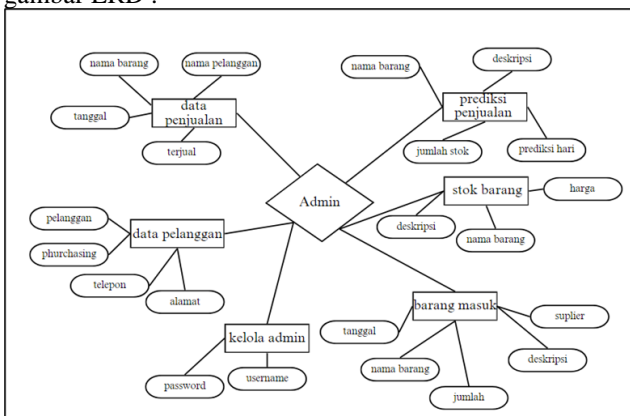 gambar ERD :
nama barang
nama pelanggan
tanggal
data
penjualan
terjual
nama barang
deskripsi
prediksi
penjualan
jumlah stok
prediksi hari
Admin
stok barang
harga
deskripsi
nama barang
pelanggan
phurchasing
data pelanggan
telepon
alamat
kelola admin
password
username
barang masuk
tanggal
suplier
nama barang
deskripsi
jumlah